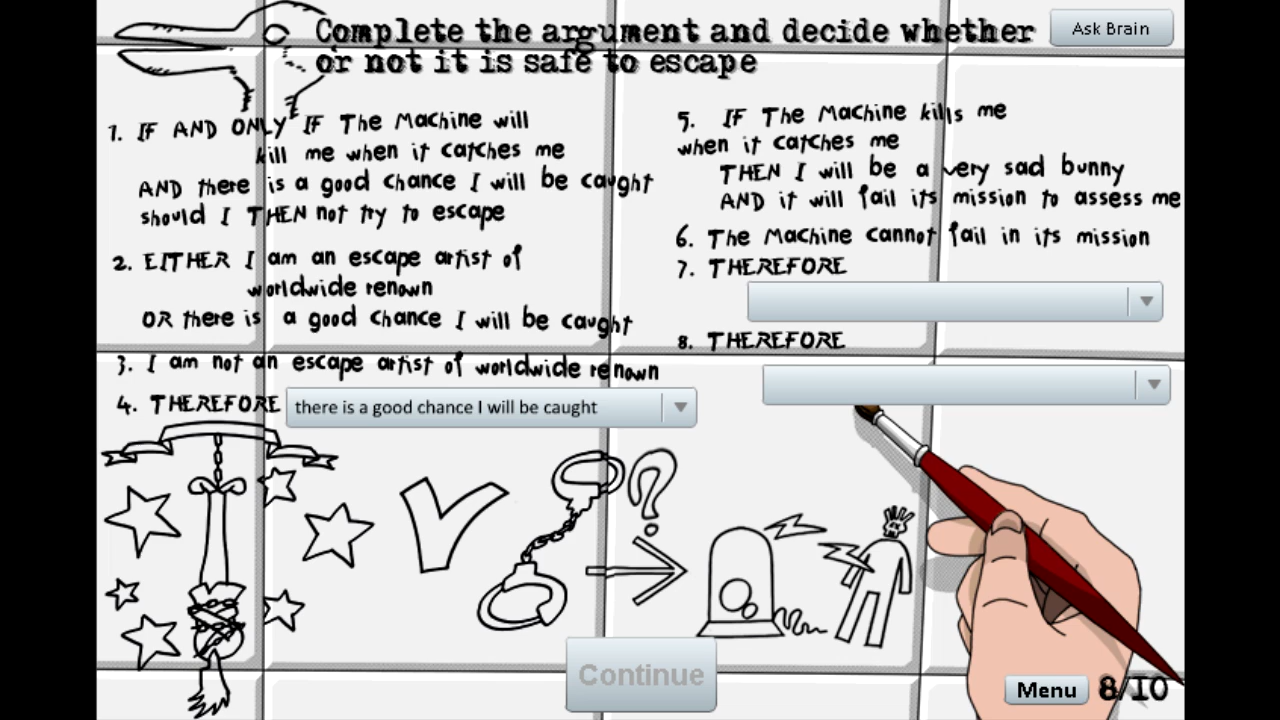 Complete the argument and decide whether
or not it is safe to escape
Ask Brain
1. IF AND ONLY IF The Machine will
kill me when it catches me
AND there is a good chance I will be caught
should I THEN not try to escape
2. EITHER I am an escape artist of
worldwide renown
OR there is a good chance I will be caught
3. I am not an escape artist of worldwide renown
4. THEREFORE there is a good chance I will be caught
5. IF The Machine kills me
when it catches me
THEN I will be a very sad bunny
AND it will fail its mission to assess me
6. The Machine cannot fail in its mission
7. THEREFORE
8. THEREFORE
Continue
Menu 8/10